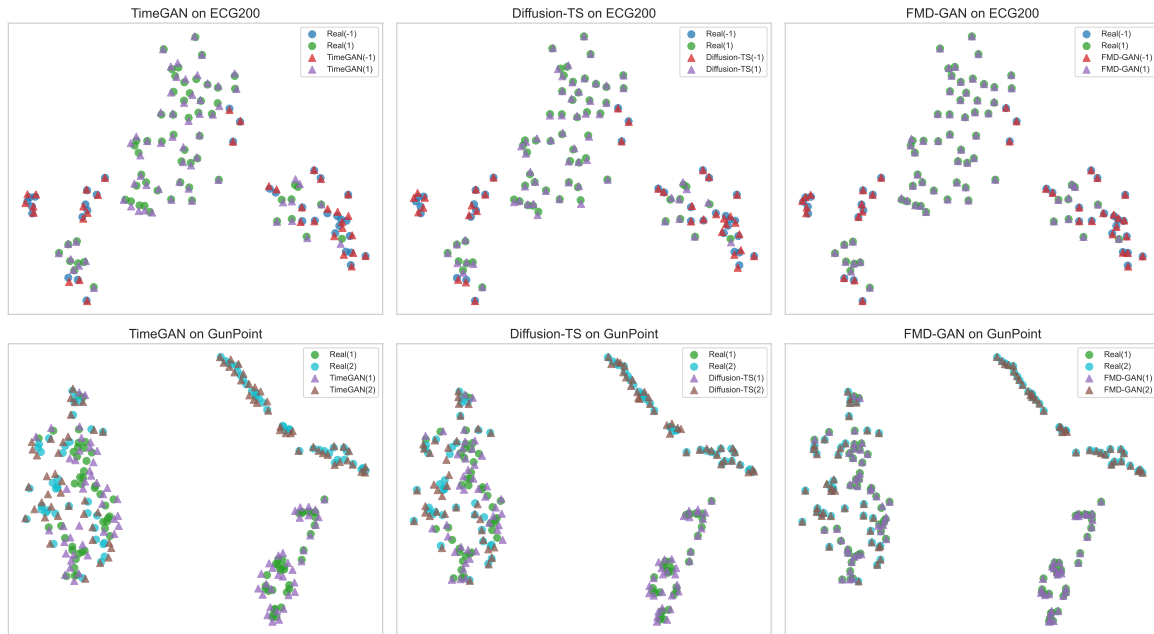 TimeGAN on ECG200
Real(-1)
Real(1)
TimeGAN(-1)
TimeGAN(1)
Diffusion-TS on ECG200
Real(-1)
Real(1)
Diffusion-TS(-1)
Diffusion-TS(1)
FMD-GAN on ECG200
Real(-1)
Real(1)
FMD-GAN(-1)
FMD-GAN(1)
TimeGAN on GunPoint
Real(1)
Real(2)
TimeGAN(1)
TimeGAN(2)
Diffusion-TS on GunPoint
Real(1)
Real(2)
Diffusion-TS(1)
Diffusion-TS(2)
FMD-GAN on GunPoint
Real(1)
Real(2)
FMD-GAN(1)
FMD-GAN(2)